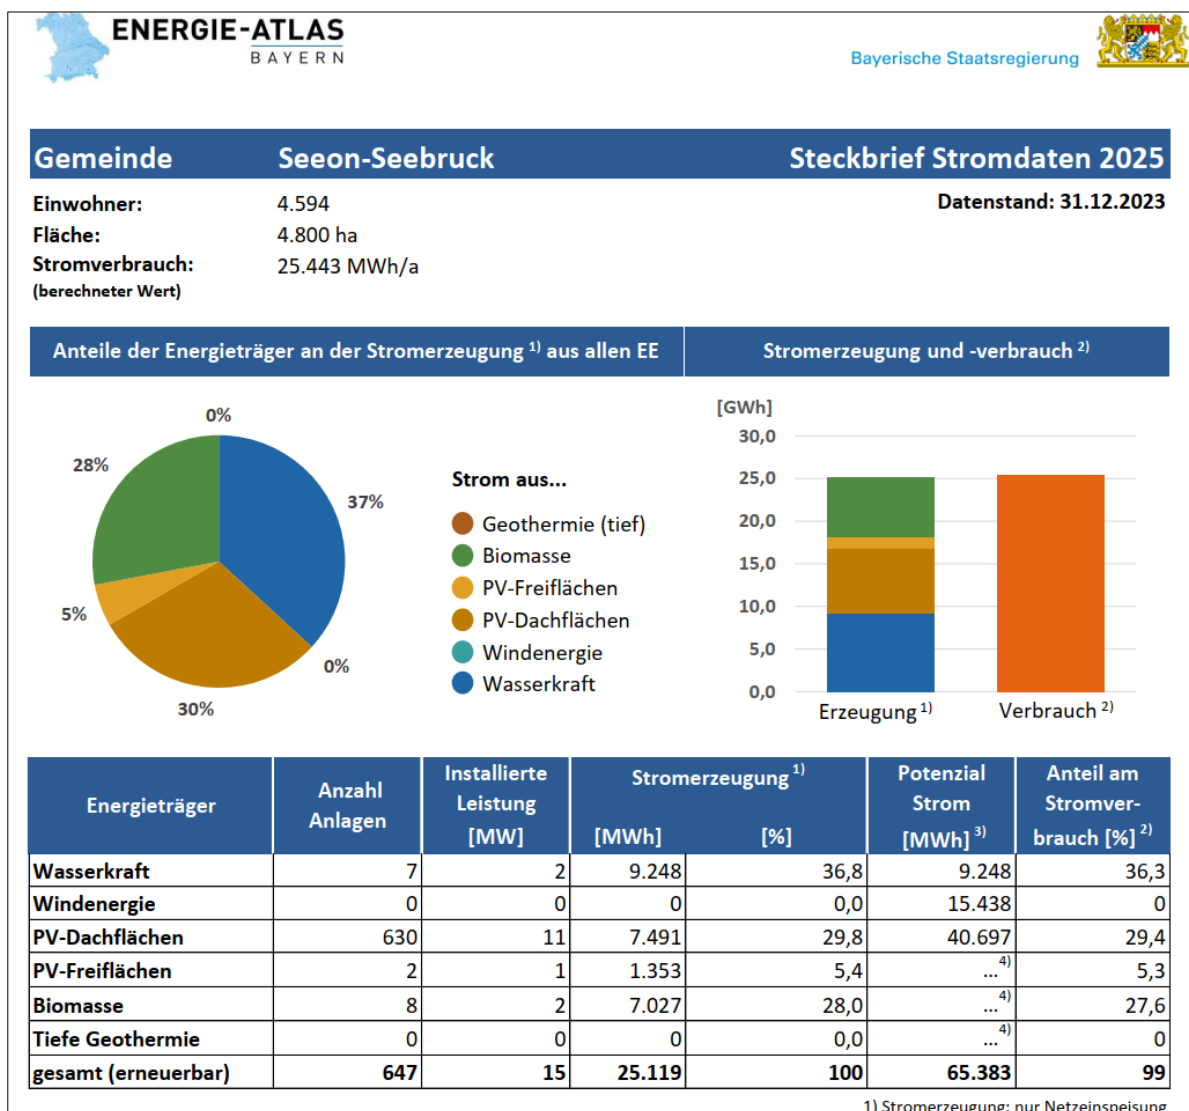 ENERGIE-ATLAS
BAYERN
Bayerische Staatsregierung
Gemeinde Seeon-Seebruck Steckbrief Stromdaten 2025
Einwohner: 4.594 Datenstand: 31.12.2023
Fläche: 4.800 ha
Stromverbrauch: 25.443 MWh/a
(berechneter Wert)
Anteile der Energieträger an der Stromerzeugung 1) aus allen EE
0%
28%
37%
5%
0%
30%
Strom aus...
Geothermie (tief)
Biomasse
PV-Freiflächen
PV-Dachflächen
Windenergie
Wasserkraft
Stromerzeugung und -verbrauch 2)
[GWh]
30,0
25,0
20,0
15,0
10,0
5,0
0,0
Erzeugung 1) Verbrauch 2)
Energieträger Anzahl Anlagen Installierte Leistung [MW] Stromerzeugung 1) [MWh] [%] Potenzial Strom [MWh] 3) Anteil am Stromver-brauch [%] 2)
Wasserkraft 7 2 9.248 36,8 9.248 36,3
Windenergie 0 0 0 0,0 15.438 0
PV-Dachflächen 630 11 7.491 29,8 40.697 29,4
PV-Freiflächen 2 1 1.353 5,4 ... 4) 5,3
Biomasse 8 2 7.027 28,0 ... 4) 27,6
Tiefe Geothermie 0 0 0 0,0 ... 4) 0
gesamt (erneuerbar) 647 15 25.119 100 65.383 99
1) Stromerzeugung: nur Netzeinspeisung